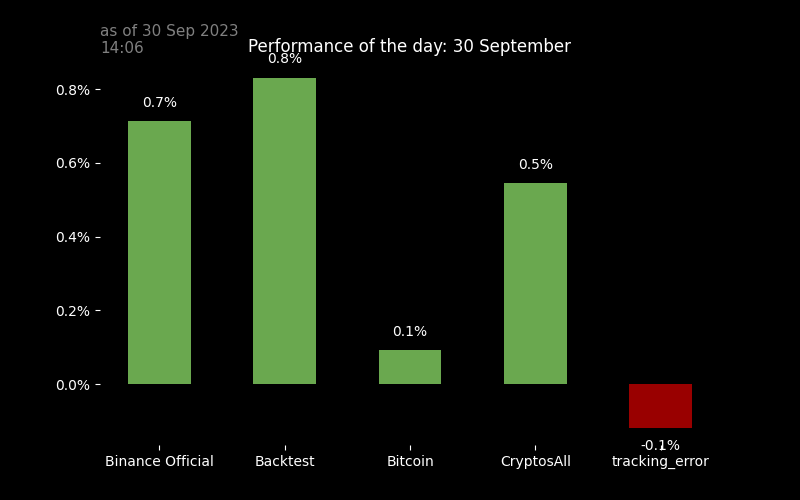 as of 30 Sep 2023
14:06
Performance of the day: 30 September
0.8%
0.8%
0.7%
0.6%
0.5%
0.4%
0.2%
0.1%
0.0%
-0.1%
Binance Official
Backtest
Bitcoin
CryptosAll
tracking_error